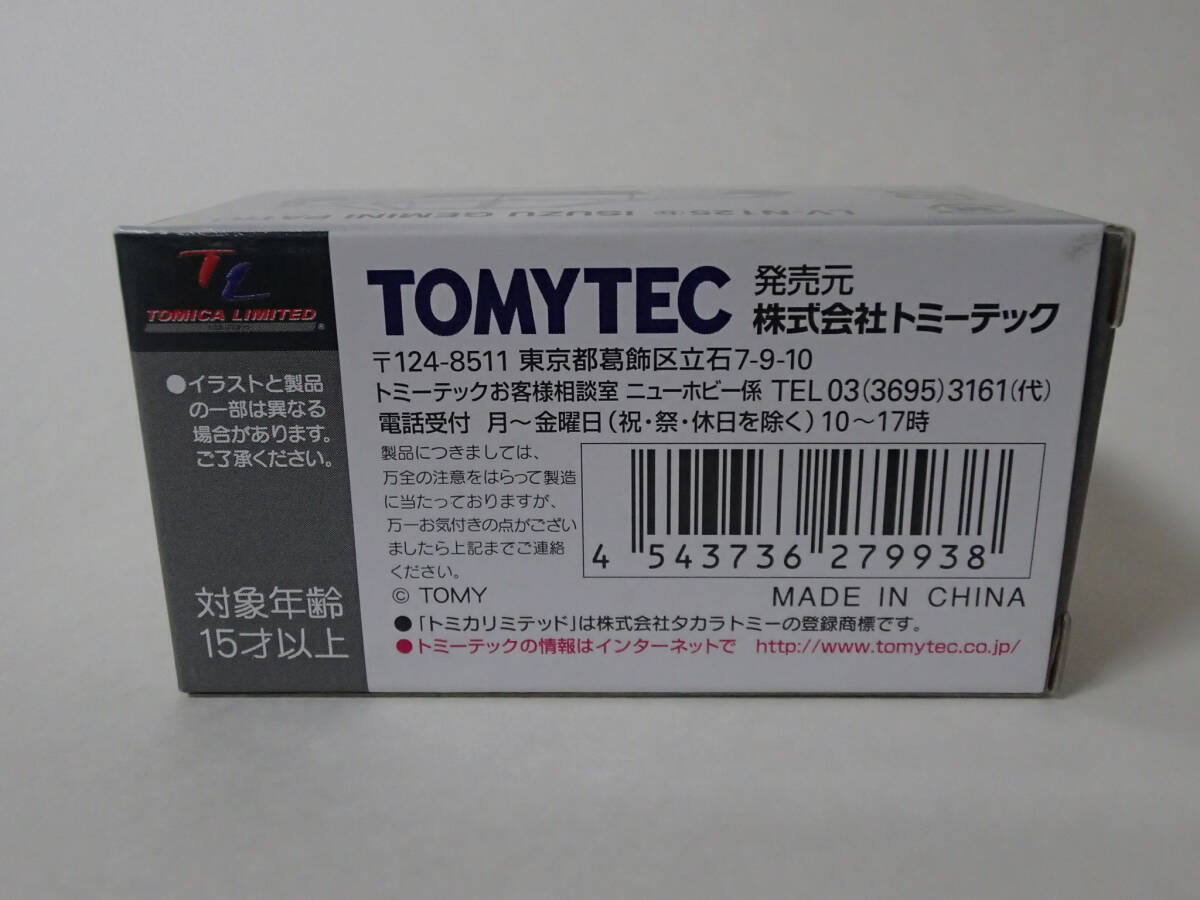 LV-N125 ⓑ ISUZU GEMINI
TL
TOMICA LIMITED
®
●イラストと製品
の一部は異なる
場合があります。
ご了承ください。
対象年齢
15才以上
TOMYTEC
発売元
株式会社トミーテック
〒124-8511 東京都葛飾区立石7-9-10
トミーテックお客様相談室 ニューホビー係 TEL 03(3695)3161(代)
電話受付 月～金曜日(祝・祭・休日を除く)10～17時
製品につきましては、
万全の注意をはらって製造
に当たっておりますが、
万一お気付きの点がござい
ましたら上記までご連絡
ください。
4 543736 279938
© TOMY
MADE IN CHINA
●「トミカリミテッド」は株式会社タカラトミーの登録商標です。
●トミーテックの情報はインターネットで http://www.tomytec.co.jp/